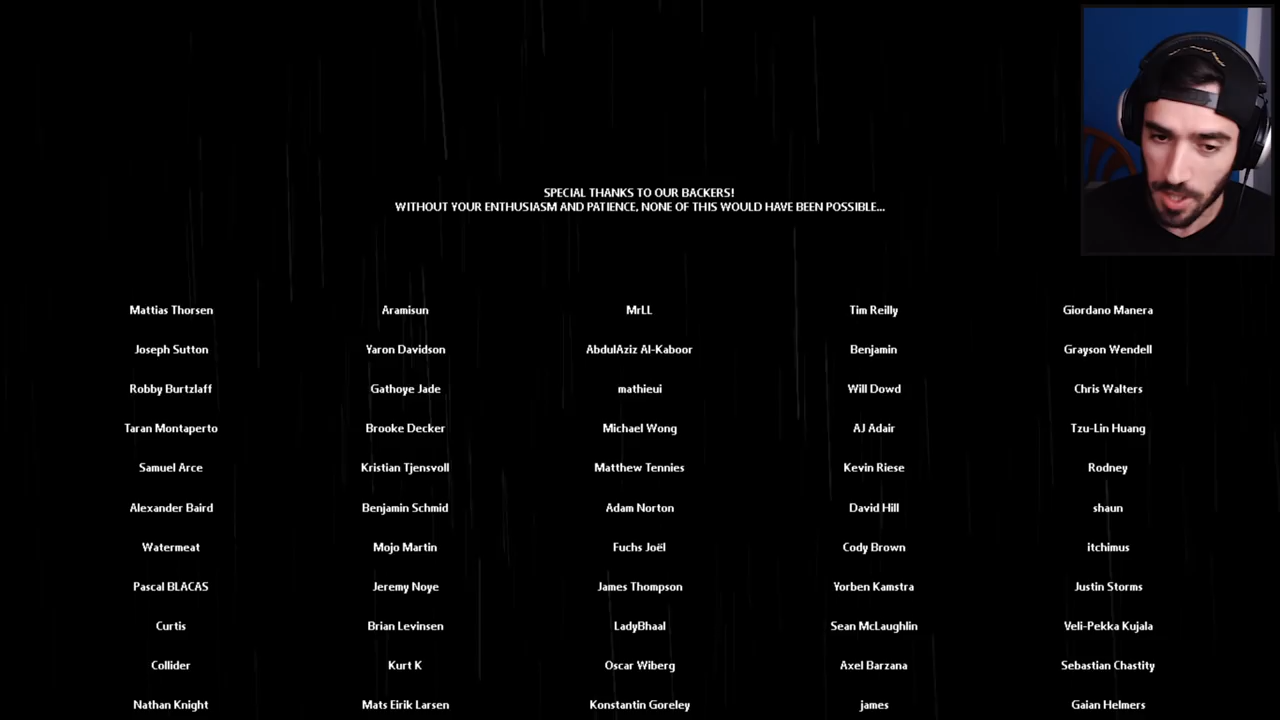 SPECIAL THANKS TO OUR BACKERS!
WITHOUT YOUR ENTHUSIASM AND PATIENCE, NONE OF THIS WOULD HAVE BEEN POSSIBLE...
Mattias Thorsen Aramisun MrLL Tim Reilly Giordano Manera
Joseph Sutton Yaron Davidson AbdulAziz Al-Kaboor Benjamin Grayson Wendell
Robby Burtzlaff Gathoye Jade mathieui Will Dowd Chris Walters
Taran Montaperto Brooke Decker Michael Wong AJ Adair Tzu-Lin Huang
Samuel Arce Kristian Tjensvoll Matthew Tennies Kevin Riese Rodney
Alexander Baird Benjamin Schmid Adam Norton David Hill shaun
Watermeat Mojo Martin Fuchs Joël Cody Brown itchimus
Pascal BLACAS Jeremy Noye James Thompson Yorben Kamstra Justin Storms
Curtis Brian Levinsen LadyBhaal Sean McLaughlin Veli-Pekka Kujala
Collider Kurt K Oscar Wiberg Axel Barzana Sebastian Chastity
Nathan Knight Mats Eirik Larsen Konstantin Goreley james Gaian Helmers